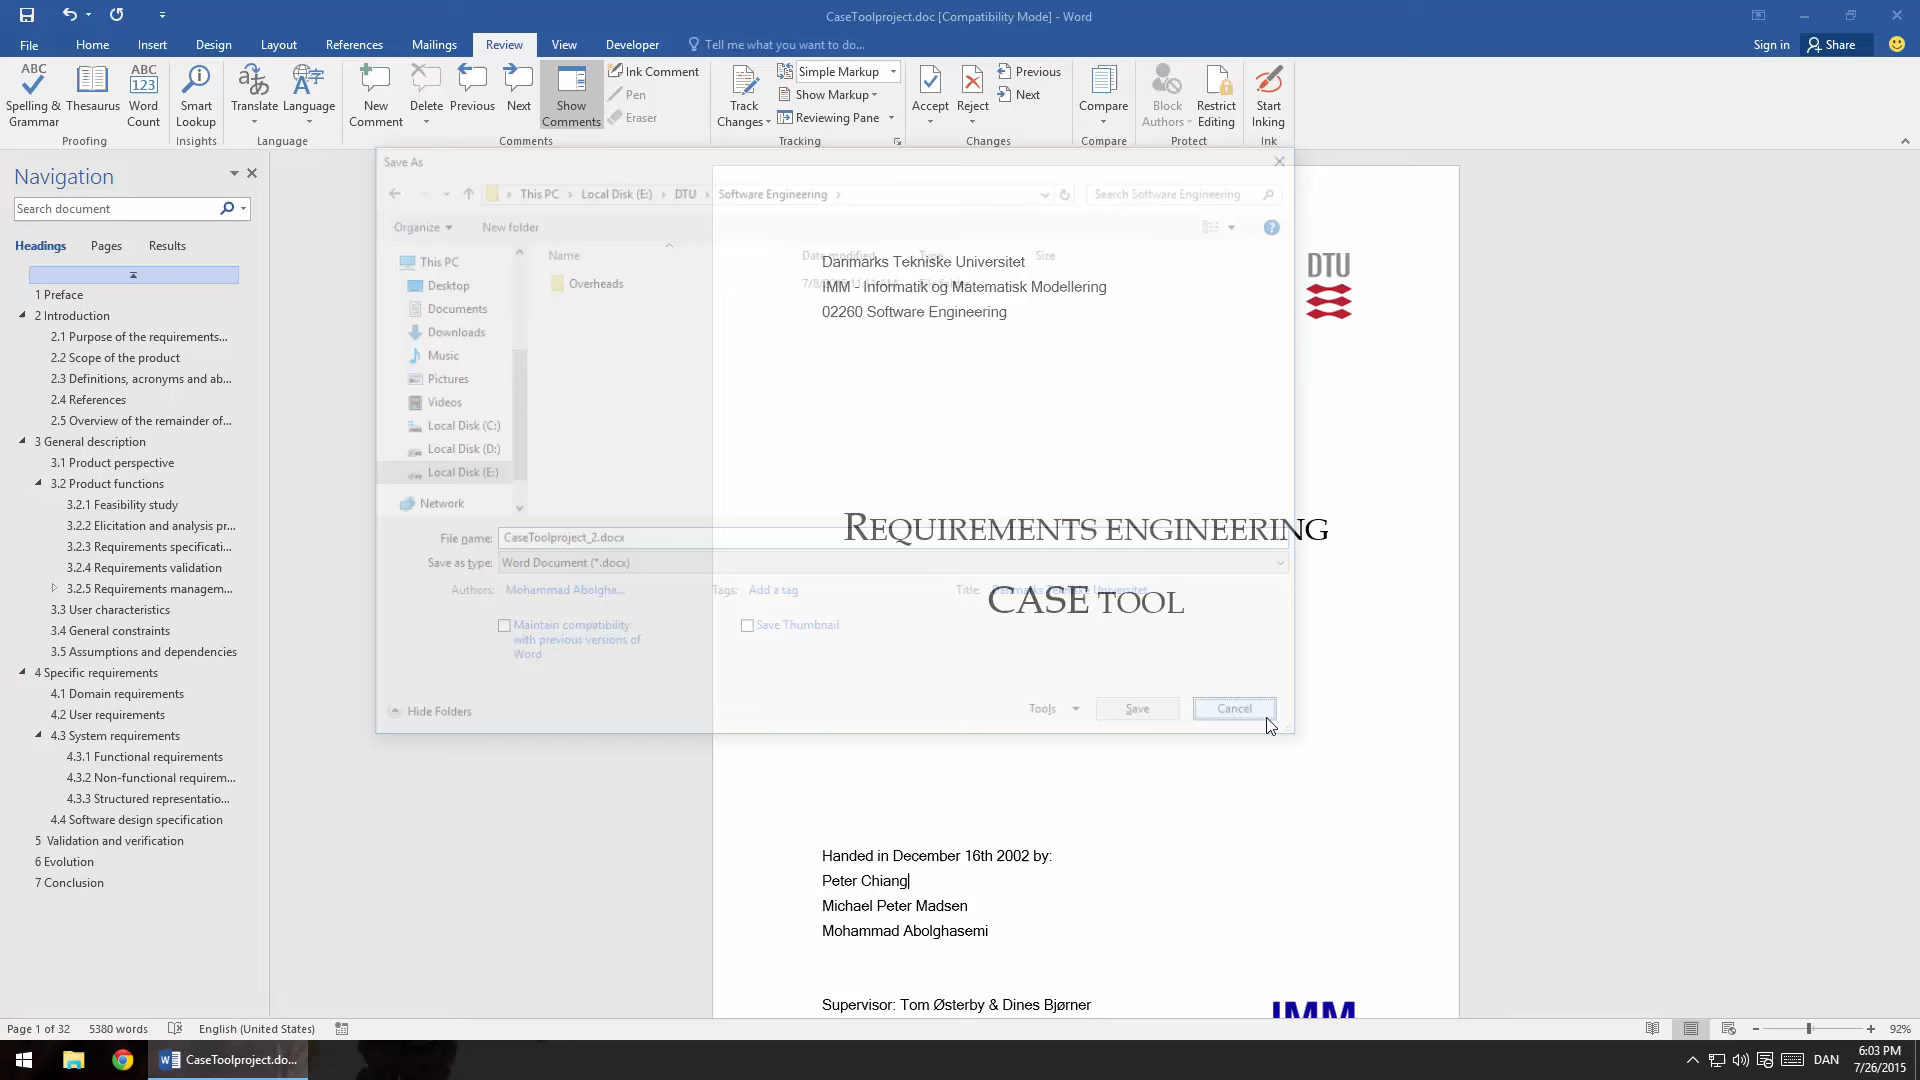 CaseToolproject.doc [Compatibility Mode] - Word
File Home Insert Design Layout References Mailings Review View Developer Tell me what you want to do... Sign in Share
ABC Spelling & Grammar
Thesaurus
ABC 123 Word Count
Smart Lookup
Translate
Language
New Comment
Delete
Previous
Next
Show Comments
Ink Comment
Pen
Eraser
Track Changes
Simple Markup
Show Markup
Reviewing Pane
Accept
Reject
Previous
Next
Compare
Block Authors
Restrict Editing
Start Inking
Proofing Insights Language Comments Tracking Changes Compare Protect Ink
Navigation
Search document
Headings Pages Results
1 Preface
2 Introduction
2.1 Purpose of the requirements...
2.2 Scope of the product
2.3 Definitions, acronyms and ab...
2.4 References
2.5 Overview of the remainder of...
3 General description
3.1 Product perspective
3.2 Product functions
3.2.1 Feasibility study
3.2.2 Elicitation and analysis pr...
3.2.3 Requirements specificati...
3.2.4 Requirements validation
3.2.5 Requirements managem...
3.3 User characteristics
3.4 General constraints
3.5 Assumptions and dependencies
4 Specific requirements
4.1 Domain requirements
4.2 User requirements
4.3 System requirements
4.3.1 Functional requirements
4.3.2 Non-functional requirem...
4.3.3 Structured representatio...
4.4 Software design specification
5 Validation and verification
6 Evolution
7 Conclusion
Save As
This PC Local Disk (E:) DTU Software Engineering
Search Software Engineering
Organize New folder
This PC
Desktop
Documents
Downloads
Music
Pictures
Videos
Local Disk (C:)
Local Disk (D:)
Local Disk (E:)
Network
Name Date modified Type Size
Overheads
File name: CaseToolproject_2.docx
Save as type: Word Document (*.docx)
Authors: Mohammad Abolgha... Tags: Add a tag Title: Danmarks Tekniske Universitet
Maintain compatibility with previous versions of Word
Save Thumbnail
Hide Folders Tools Save Cancel
Danmarks Tekniske Universitet
IMM - Informatik og Matematisk Modellering
02260 Software Engineering
DTU
REQUIREMENTS ENGINEERING
CASE TOOL
Handed in December 16th 2002 by:
Peter Chiang
Michael Peter Madsen
Mohammad Abolghasemi
Supervisor: Tom Østerby & Dines Bjørner
IMM
Page 1 of 32 5380 words English (United States) 92%
CaseToolproject.do... DAN 6:03 PM
7/26/2015